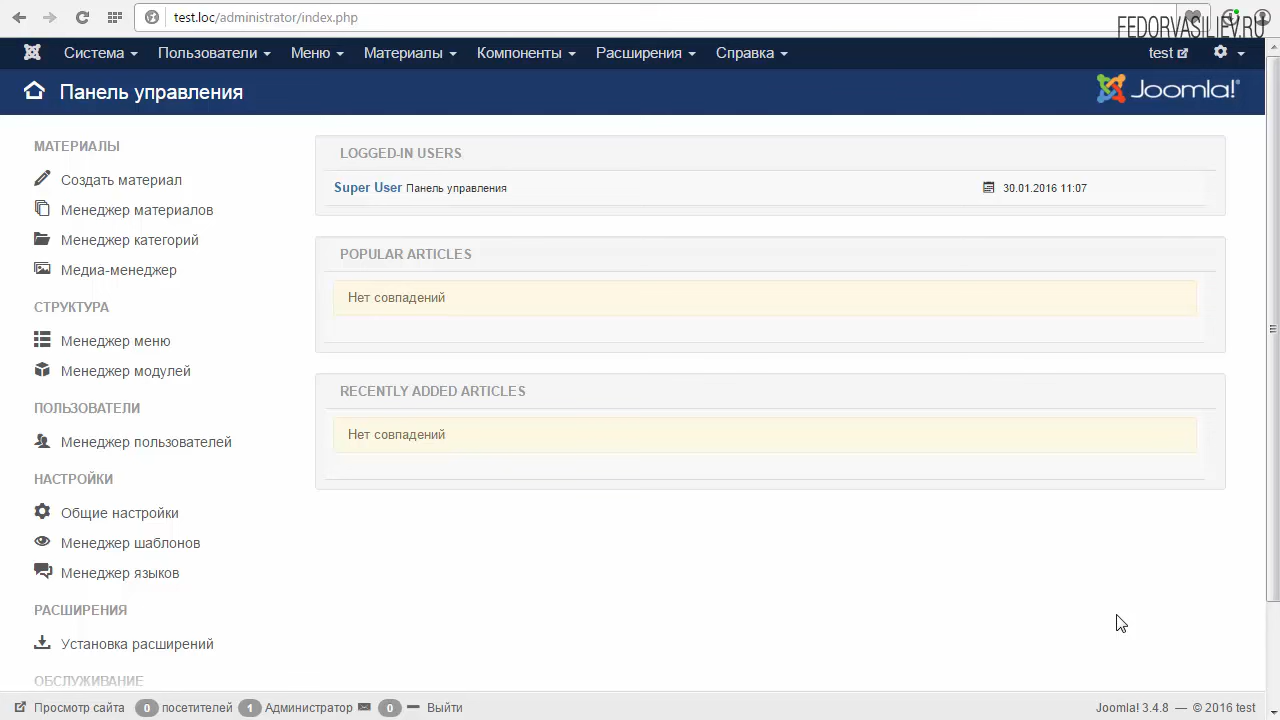 test.loc/administrator/index.php
FEDORVASILIEV.RU
Система Пользователи Меню Материалы Компоненты Расширения Справка test
Панель управления Joomla!
МАТЕРИАЛЫ
Создать материал
Менеджер материалов
Менеджер категорий
Медиа-менеджер
СТРУКТУРА
Менеджер меню
Менеджер модулей
ПОЛЬЗОВАТЕЛИ
Менеджер пользователей
НАСТРОЙКИ
Общие настройки
Менеджер шаблонов
Менеджер языков
РАСШИРЕНИЯ
Установка расширений
ОБСЛУЖИВАНИЕ
LOGGED-IN USERS
Super User Панель управления 30.01.2016 11:07
POPULAR ARTICLES
Нет совпадений
RECENTLY ADDED ARTICLES
Нет совпадений
Просмотр сайта 0 посетителей 1 Администратор 0 Выйти Joomla! 3.4.8 — © 2016 test